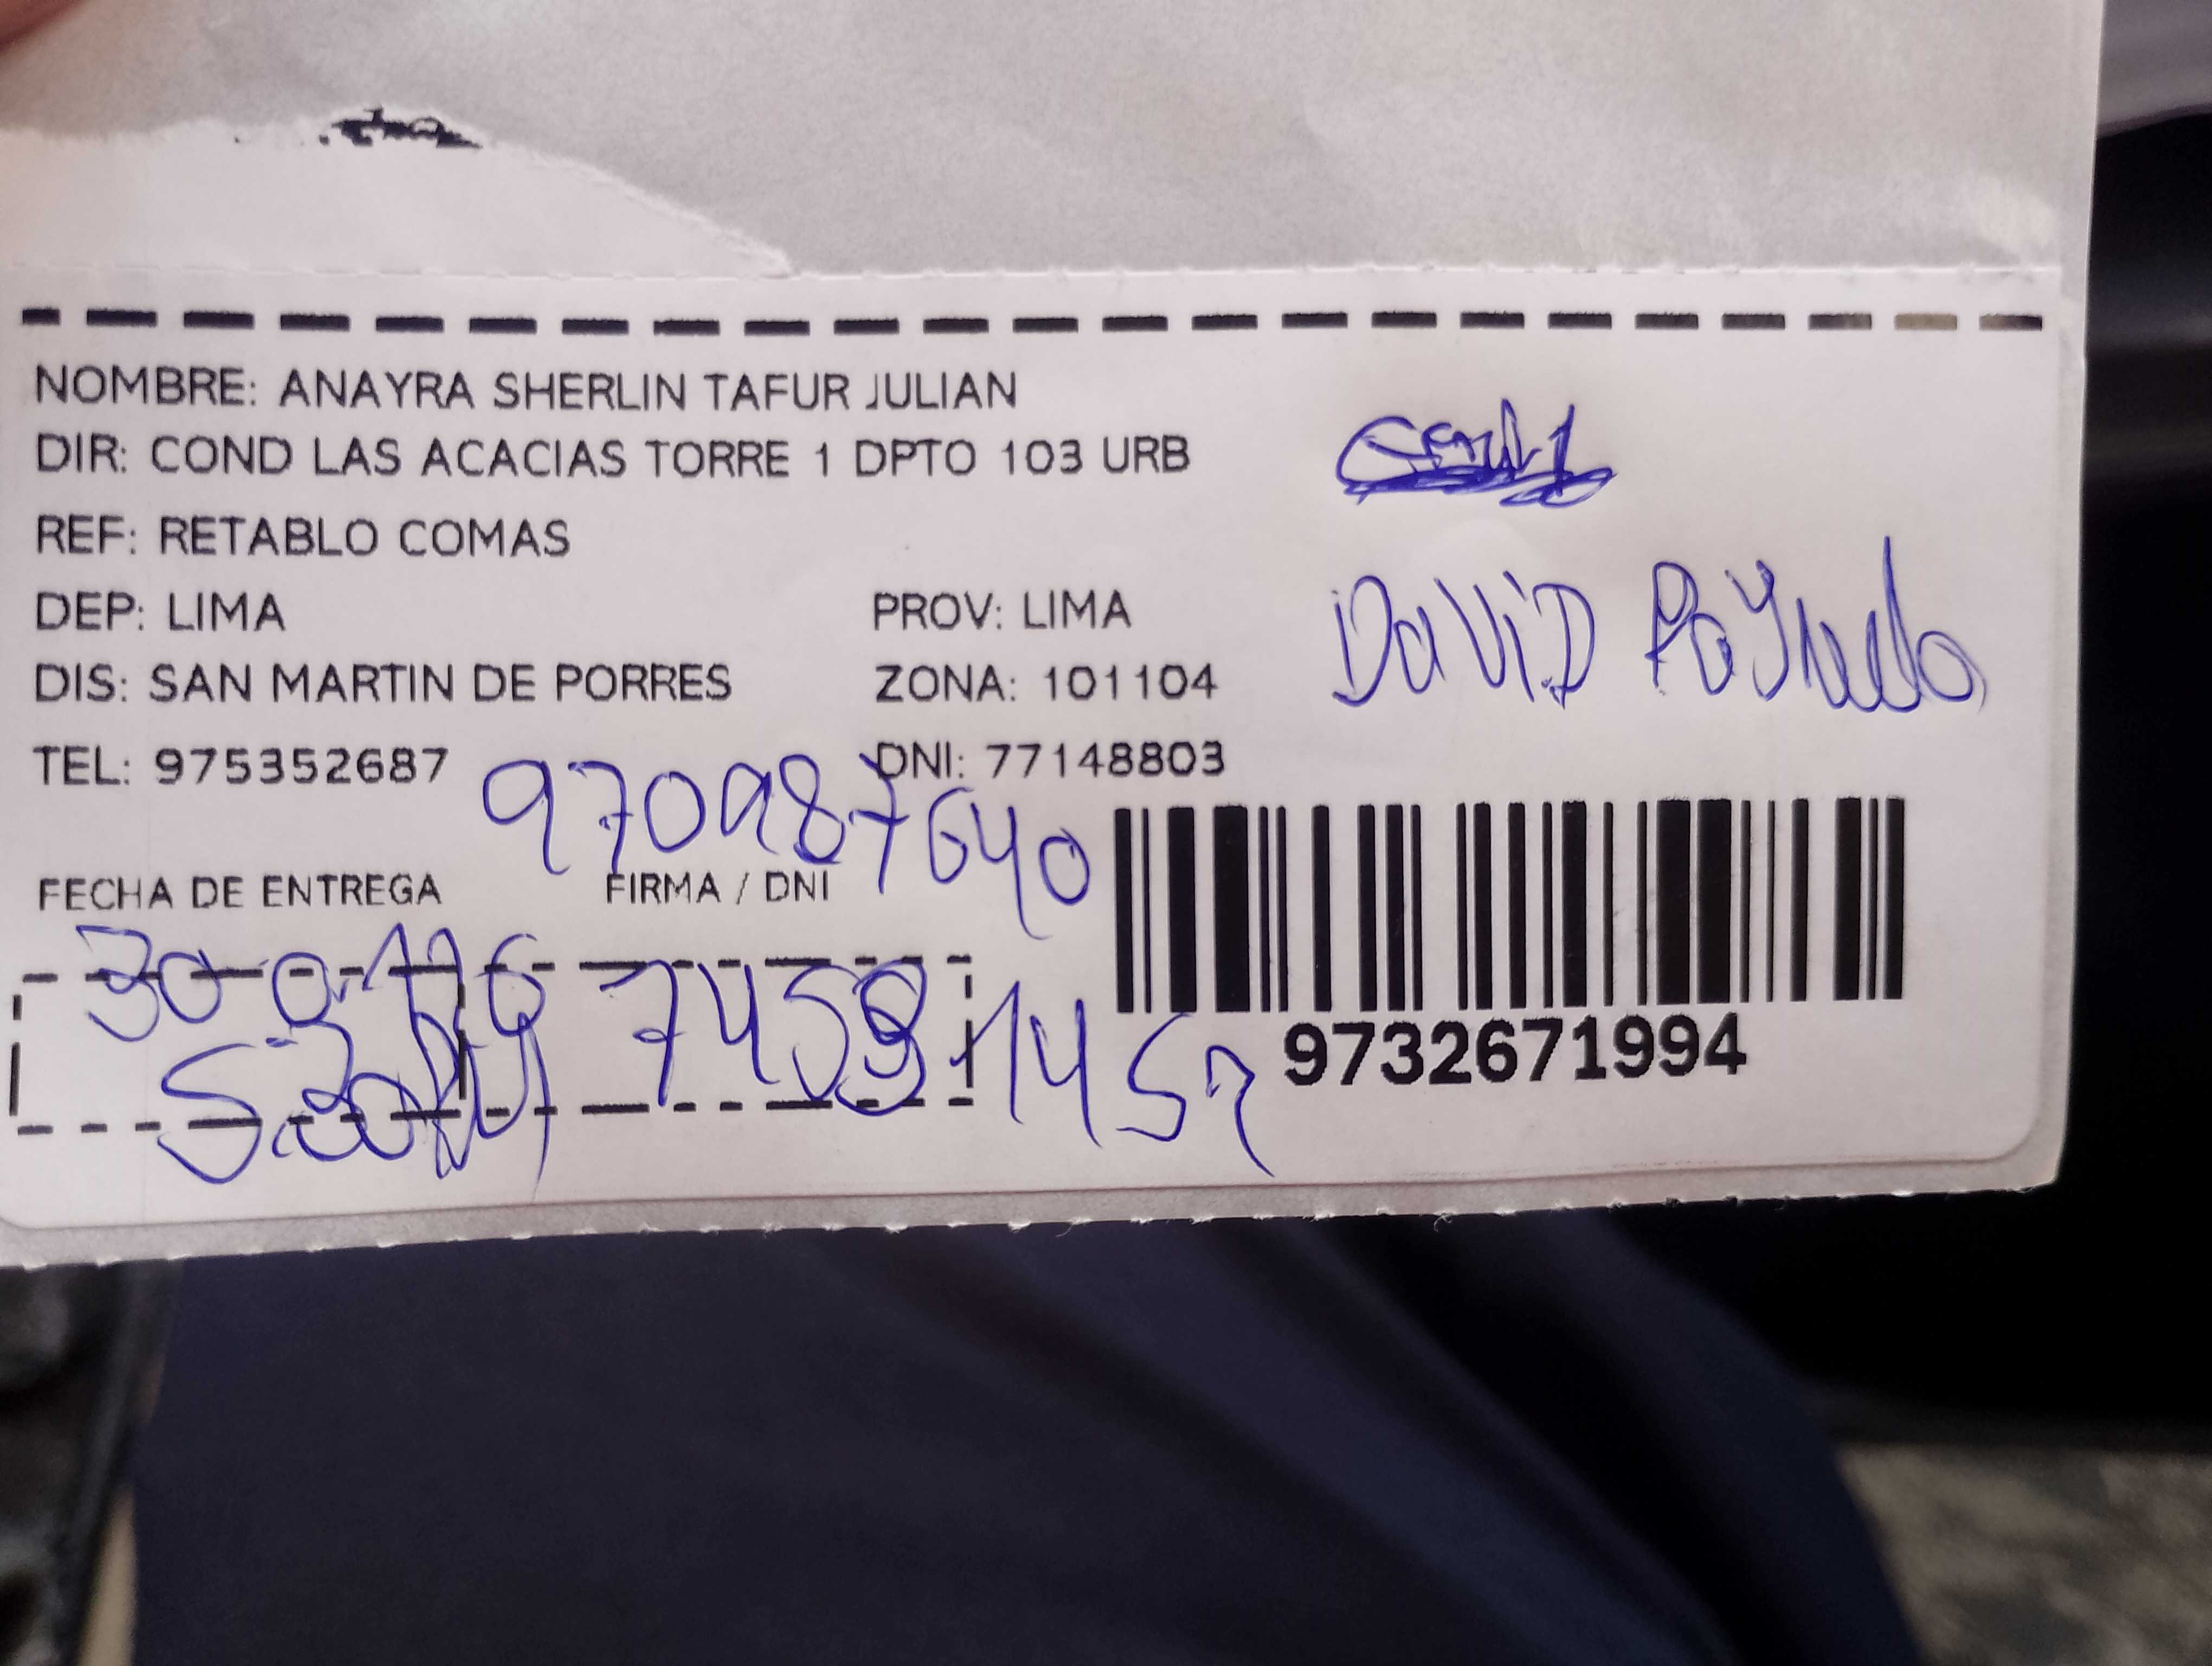 NOMBRE: ANAYRA SHERLIN TAFUR JULIAN
DIR: COND LAS ACACIAS TORRE 1 DPTO 103 URB
REF: RETABLO COMAS
DEP: LIMA PROV: LIMA
DIS: SAN MARTIN DE PORRES ZONA: 101104
DaViD
TEL: 975352687 DNI: 77148803
970987640
FECHA DE ENTREGA FIRMA / DNI
9732671994